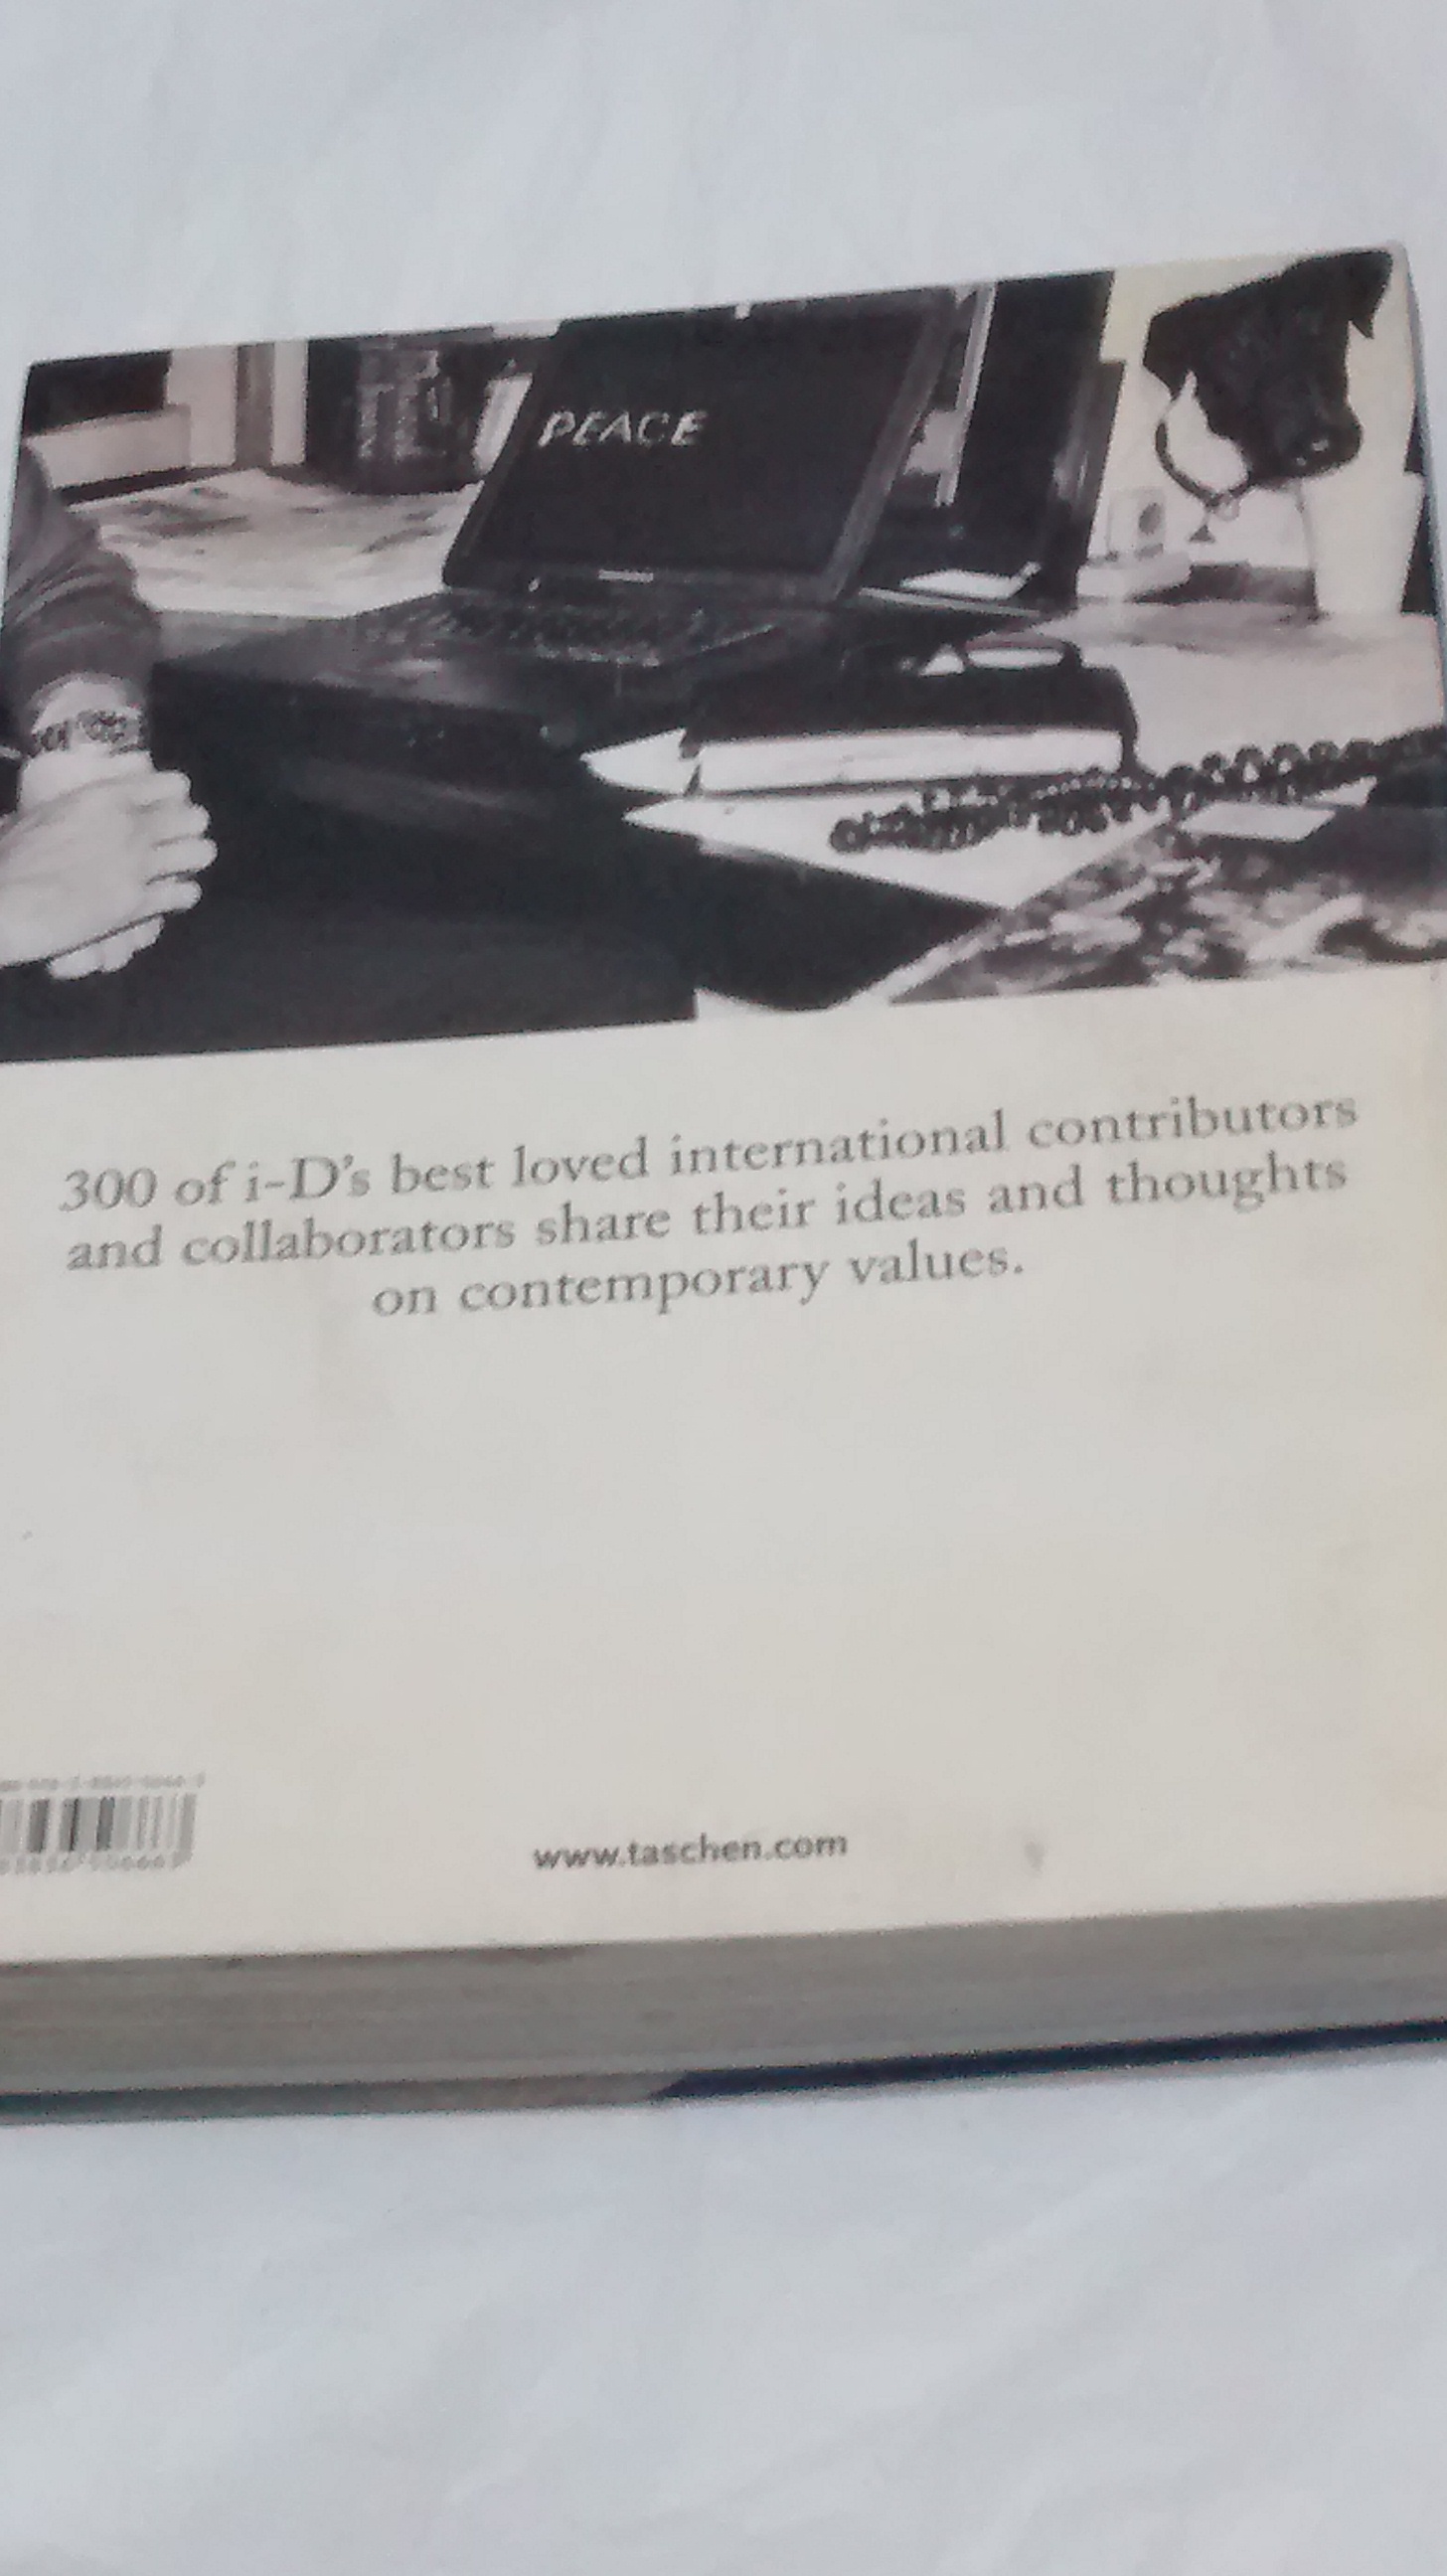 PEACE
300 of i-D's best loved international contributors
and collaborators share their ideas and thoughts
on contemporary values.
www.taschen.com